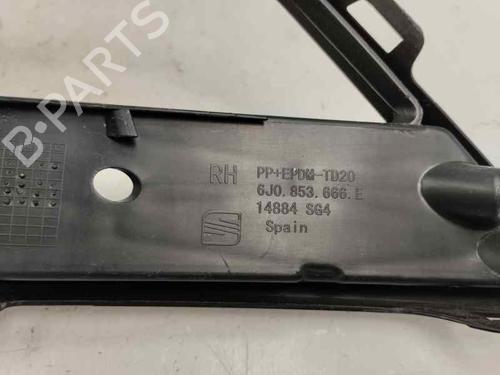 B-PARTS
RH
PP+EPDM-TD20
6J0.853.666.E
14884 SG4
Spain